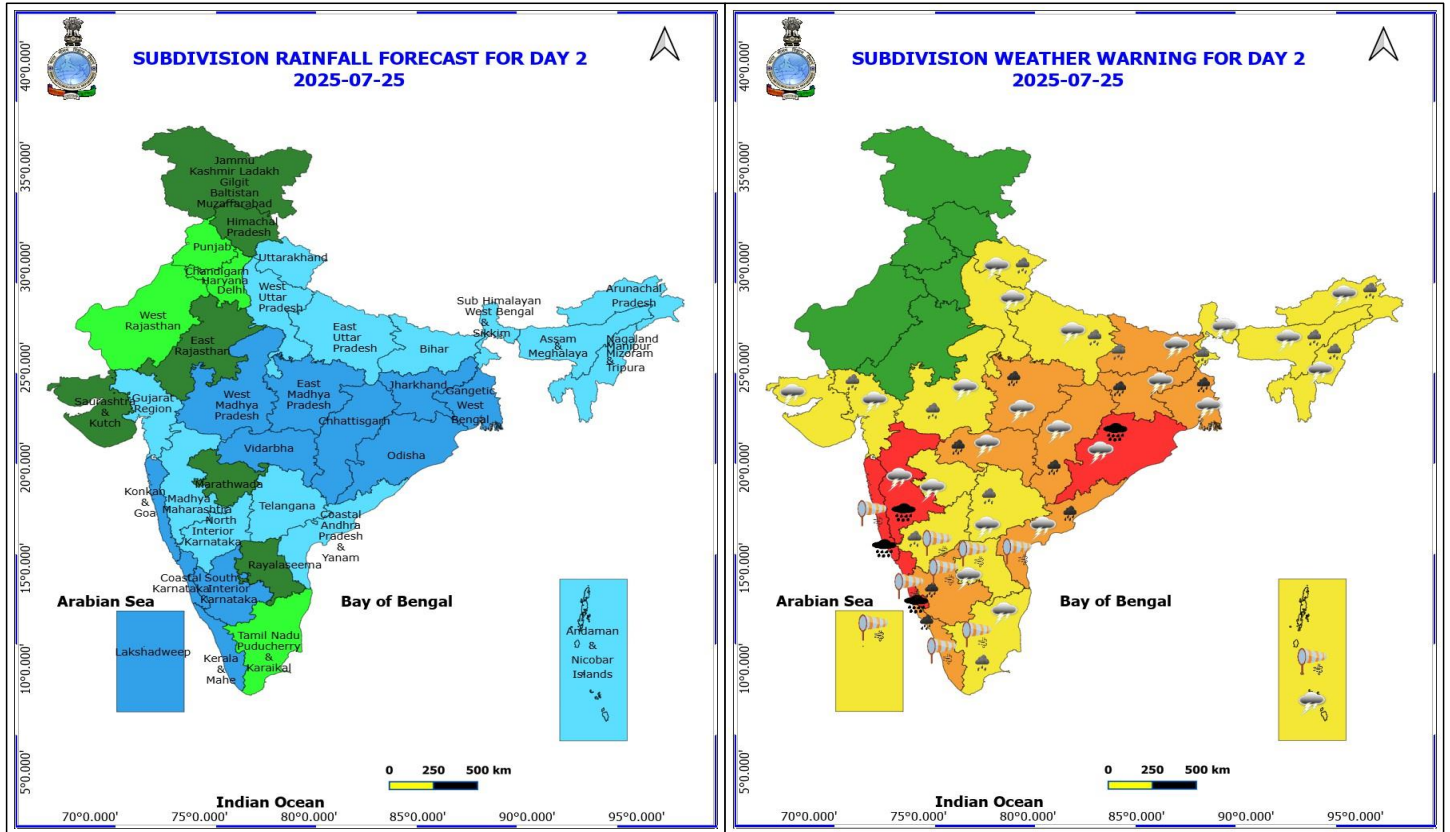 SUBDIVISION RAINFALL FORECAST FOR DAY 2
2025-07-25
40°0.000'
35°0.000'
30°0.000'
25°0.000'
20°0.000'
15°0.000'
10°0.000'
5°0.000'
Jammu
Kashmir Ladakh
Gilgit
Baltistan
Muzaffarabad
Himachal
Pradesh
Punjab
Uttarakhand
Chandigarh
Haryana
Delhi
West
Uttar
Pradesh
Arunachal
Pradesh
Sub Himalayan
West Bengal
&
Sikkim
West
Rajasthan
East
Rajasthan
East
Uttar
Pradesh
Bihar
Assam
&
Meghalaya
Nagaland
Manipur
Mizoram
&
Tripura
Saurashtra
&
Kutch
Gujarat
Region
West
Madhya
Pradesh
East
Madhya
Pradesh
Jharkhand
Gangetic
West
Bengal
Chhattisgarh
Vidarbha
Odisha
Marathwada
Konkan
&
Goa
Madhya
Maharashtra
Telangana
North
Interior
Karnataka
Coastal
Andhra
Pradesh
&
Yanam
Rayalaseema
Coastal
Karnataka
South
Interior
Karnataka
Arabian Sea
Bay of Bengal
Lakshadweep
Kerala
&
Mahe
Tamil Nadu
Puducherry
&
Karaikal
Andaman
&
Nicobar
Islands
0 250 500 km
Indian Ocean
70°0.000' 75°0.000' 80°0.000' 85°0.000' 90°0.000' 95°0.000'
SUBDIVISION WEATHER WARNING FOR DAY 2
2025-07-25
40°0.000'
35°0.000'
30°0.000'
25°0.000'
20°0.000'
15°0.000'
10°0.000'
5°0.000'
Arabian Sea
Bay of Bengal
0 250 500 km
Indian Ocean
70°0.000' 75°0.000' 80°0.000' 85°0.000' 90°0.000' 95°0.000'